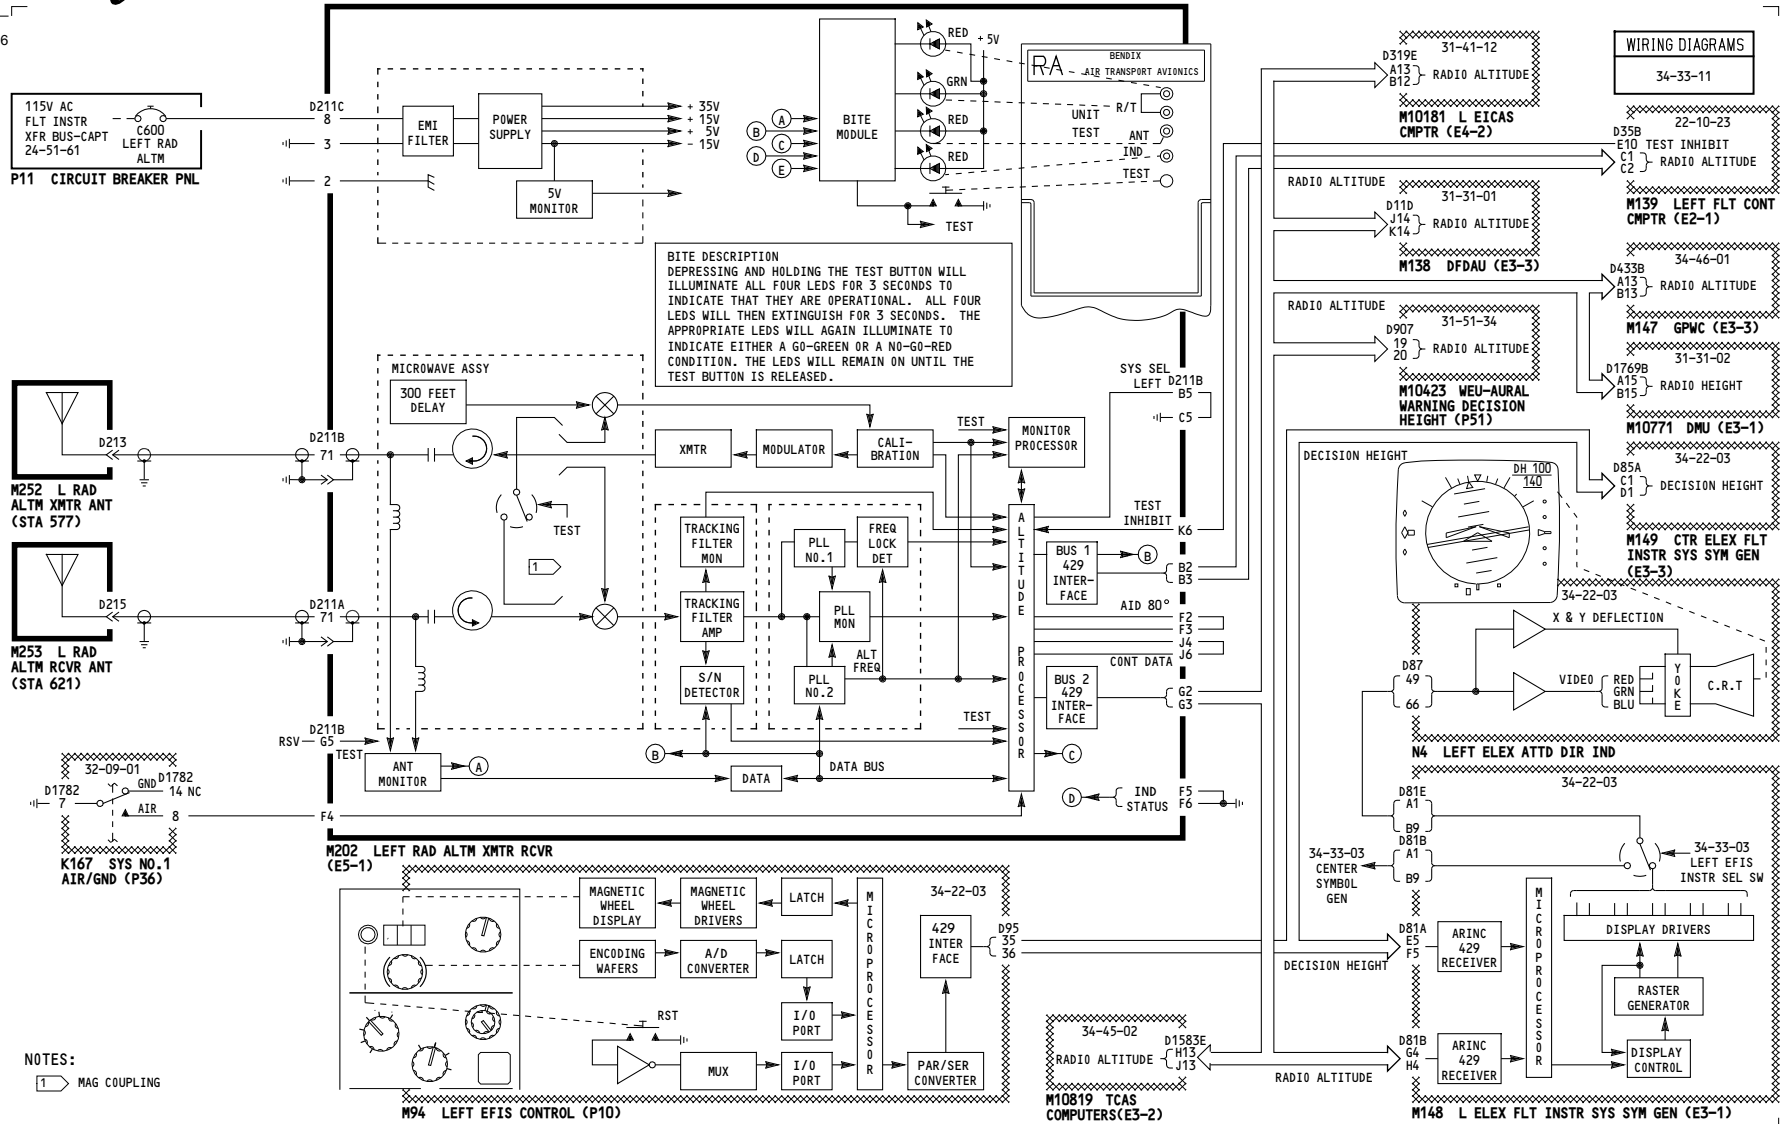 6
WIRING DIAGRAMS
34-33-11
115V AC
FLT INSTR
XFR BUS-CAPT
24-51-61
C600
LEFT RAD
ALTM
P11 CIRCUIT BREAKER PNL
D211C
8
3
2
EMI
FILTER
POWER
SUPPLY
+ 35V
+ 15V
+ 5V
- 15V
5V
MONITOR
A
B
C
D
E
BITE
MODULE
RED
+5V
GRN
RED
RED
TEST
RA
BENDIX
AIR TRANSPORT AVIONICS
R/T
UNIT
TEST
ANT
IND
TEST
BITE DESCRIPTION
DEPRESSING AND HOLDING THE TEST BUTTON WILL
ILLUMINATE ALL FOUR LEDS FOR 3 SECONDS TO
INDICATE THAT THEY ARE OPERATIONAL. ALL FOUR
LEDS WILL THEN EXTINGUISH FOR 3 SECONDS. THE
APPROPRIATE LEDS WILL AGAIN ILLUMINATE TO
INDICATE EITHER A GO-GREEN OR A NO-GO-RED
CONDITION. THE LEDS WILL REMAIN ON UNTIL THE
TEST BUTTON IS RELEASED.
31-41-12
D319E
A13
B12
RADIO ALTITUDE
M10181 L EICAS
CMPTR (E4-2)
22-10-23
D35B
E10 TEST INHIBIT
C1
C2
RADIO ALTITUDE
M139 LEFT FLT CONT
CMPTR (E2-1)
RADIO ALTITUDE
31-31-01
D11D
J14
K14
RADIO ALTITUDE
M138 DFDAU (E3-3)
34-46-01
D433B
A13
B13
RADIO ALTITUDE
M147 GPWC (E3-3)
RADIO ALTITUDE
31-51-34
D907
19
20
RADIO ALTITUDE
M10423 WEU-AURAL
WARNING DECISION
HEIGHT (P51)
31-31-02
D1769B
A15
B15
RADIO HEIGHT
M10771 DMU (E3-1)
DECISION HEIGHT
34-22-03
D85A
C1
D1
DECISION HEIGHT
M149 CTR ELEX FLT
INSTR SYS SYM GEN
(E3-3)
DH 100
140
M252 L RAD
ALTM XMTR ANT
(STA 577)
D213
D211B
71
M253 L RAD
ALTM RCVR ANT
(STA 621)
D215
D211A
71
MICROWAVE ASSY
300 FEET
DELAY
TEST
1
XMTR
MODULATOR
CALI-
BRATION
TEST
MONITOR
PROCESSOR
TRACKING
FILTER
MON
TRACKING
FILTER
AMP
S/N
DETECTOR
PLL
NO.1
FREQ
LOCK
DET
PLL
MON
ALT
FREQ
PLL
NO.2
ALTITUDE PROCESSOR
TEST
SYS SEL
LEFT
D211B
B5
C5
TEST
INHIBIT
K6
BUS 1
429
INTER-
FACE
B
B2
B3
AID 80°
F2
F3
J4
J6
CONT DATA
BUS 2
429
INTER-
FACE
G2
G3
C
D
IND
STATUS
F5
F6
D211B
RSV G5
TEST
ANT
MONITOR
A
B
DATA
DATA BUS
F4
M202 LEFT RAD ALTM XMTR RCVR
(E5-1)
32-09-01
D1782
7
GND
D1782
14 NC
AIR
8
K167 SYS NO.1
AIR/GND (P36)
34-22-03
X & Y DEFLECTION
D87
49
66
VIDEO
RED
GRN
BLU
YOKE
C.R.T
N4 LEFT ELEX ATTD DIR IND
34-22-03
D81E
A1
B9
D81B
A1
B9
34-33-03
CENTER
SYMBOL
GEN
34-33-03
LEFT EFIS
INSTR SEL SW
DISPLAY DRIVERS
RASTER
GENERATOR
DISPLAY
CONTROL
MICROPROCESSOR
D81A
E5
F5
ARINC
429
RECEIVER
D81B
G4
H4
ARINC
429
RECEIVER
DECISION HEIGHT
RADIO ALTITUDE
M148 L ELEX FLT INSTR SYS SYM GEN (E3-1)
MAGNETIC
WHEEL
DISPLAY
MAGNETIC
WHEEL
DRIVERS
LATCH
ENCODING
WAFERS
A/D
CONVERTER
LATCH
I/O
PORT
RST
MUX
I/O
PORT
MICROPROCESSOR
34-22-03
429
INTER
FACE
D95
35
36
PAR/SER
CONVERTER
M94 LEFT EFIS CONTROL (P10)
34-45-02
D1583E
RADIO ALTITUDE
H13
J13
M10819 TCAS
COMPUTERS(E3-2)
NOTES:
1 MAG COUPLING